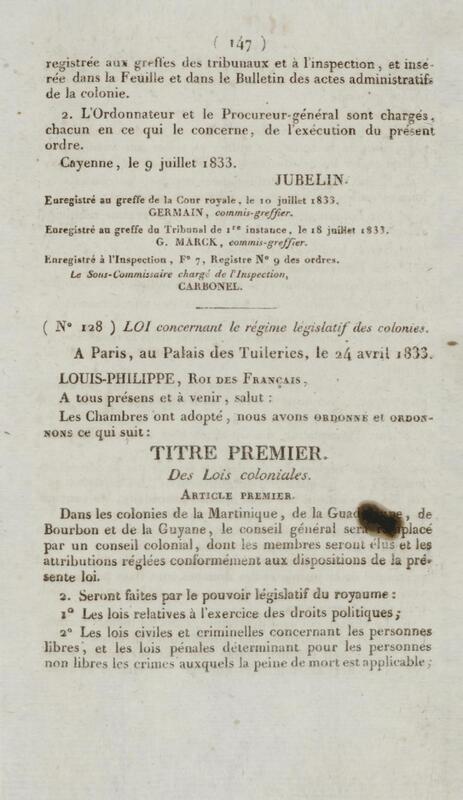 ( 147 )
registrée aux greffes des tribunaux et à l'inspection, et insé-
rée dans la Feuille et dans le Bulletin des actes administratifs
de la colonie.
2. L'Ordonnateur et le Procureur-général sont chargés,
chacun en ce qui le concerne, de l'exécution du présent
ordre.
Cayenne, le 9 juillet 1833.
JUBELIN.
Enregistré au greffe de la Cour royale, le 10 juillet 1833.
GERMAIN, commis-greffier.
Enregistré au greffe du Tribunal de 1re instance, le 18 juillet 1833.
G. MARCK, commis-greffier.
Enregistré à l'Inspection, F° 7, Registre N° 9 des ordres.
Le Sous-Commissaire chargé de l'Inspection,
CARBONEL.
( N° 128 ) LOI concernant le régime législatif des colonies.
A Paris, au Palais des Tuileries, le 24 avril 1833.
LOUIS-PHILIPPE, ROI DES FRANÇAIS,
A tous présens et à venir, salut :
Les Chambres ont adopté, nous avons ORDONNÉ et ORDON-
NONS ce qui suit :
TITRE PREMIER.
Des Lois coloniales.
ARTICLE PREMIER.
Dans les colonies de la Martinique, de la , de
Bourbon et de la Guyane, le conseil général
par un conseil colonial, dont les membres seront élus et les
attributions réglées conformément aux dispositions de la pré-
sente loi.
2. Seront faites par le pouvoir législatif du royaume :
1° Les lois relatives à l'exercice des droits politiques;
2° Les lois civiles et criminelles concernant les personnes
libres, et les lois pénales déterminant pour les personnes
non libres les crimes auxquels la peine de mort est applicable;